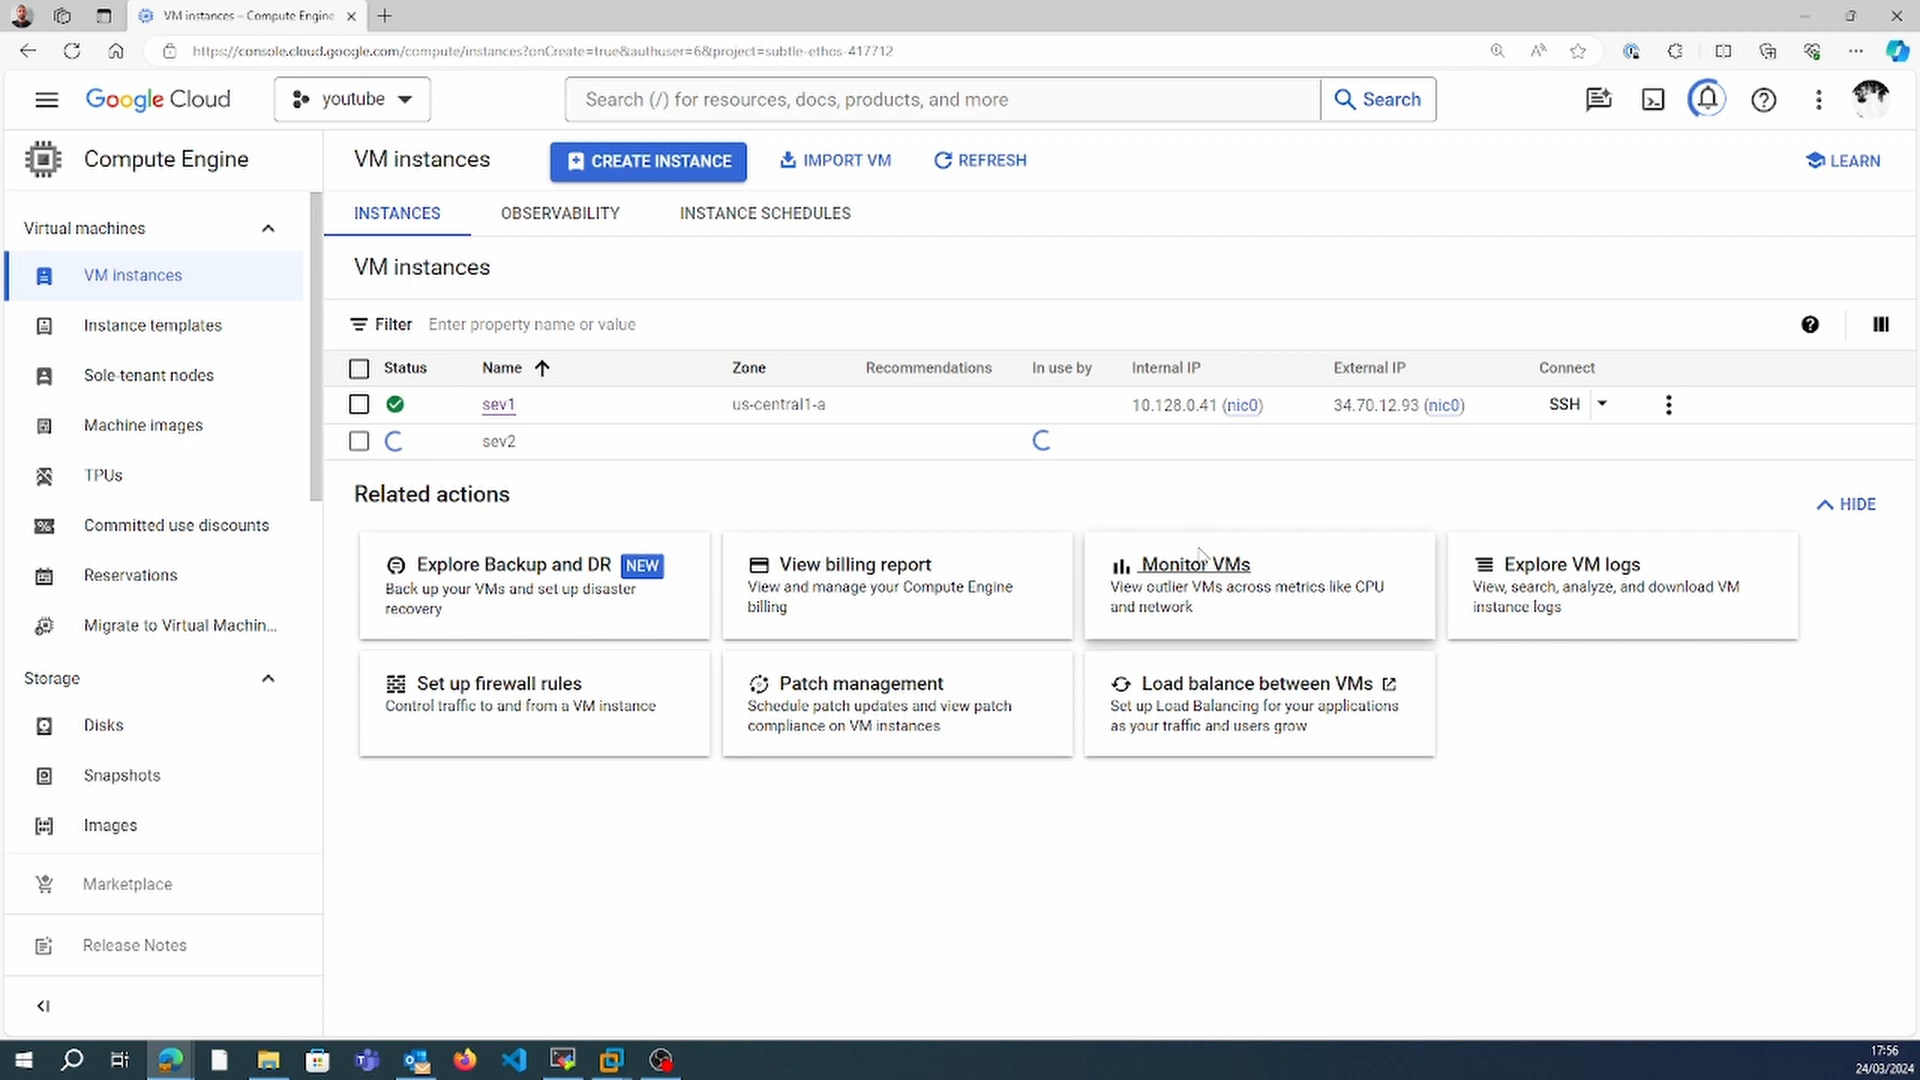 VM instances – Compute Engine
https://console.cloud.google.com/compute/instances?onCreate=true&authuser=6&project=subtle-ethos-417712
Google Cloud
youtube
Search (/) for resources, docs, products, and more
Search
Compute Engine
VM instances
CREATE INSTANCE
IMPORT VM
REFRESH
LEARN
Virtual machines
VM instances
Instance templates
Sole-tenant nodes
Machine images
TPUs
Committed use discounts
Reservations
Migrate to Virtual Machin...
Storage
Disks
Snapshots
Images
Marketplace
Release Notes
INSTANCES OBSERVABILITY INSTANCE SCHEDULES
VM instances
Filter Enter property name or value
Status Name Zone Recommendations In use by Internal IP External IP Connect
sev1 us-central1-a 10.128.0.41 (nic0) 34.70.12.93 (nic0) SSH
sev2
Related actions
HIDE
Explore Backup and DR NEW
Back up your VMs and set up disaster
recovery
View billing report
View and manage your Compute Engine
billing
Monitor VMs
View outlier VMs across metrics like CPU
and network
Explore VM logs
View, search, analyze, and download VM
instance logs
Set up firewall rules
Control traffic to and from a VM instance
Patch management
Schedule patch updates and view patch
compliance on VM instances
Load balance between VMs
Set up Load Balancing for your applications
as your traffic and users grow
17:56
24/03/2024